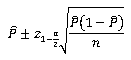 P̂ ± z_{1-α/2} √(P̂(1 - P̂)/n)